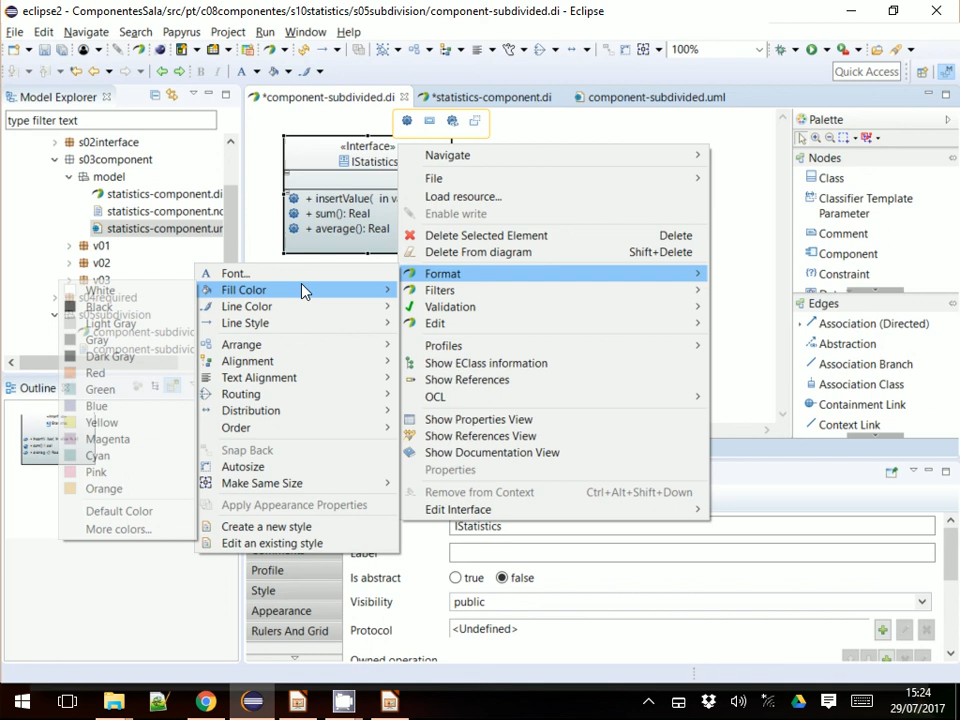 eclipse2 - ComponentesSala/src/pt/c08componentes/s10statistics/s05subdivision/component-subdivided.di - Eclipse
File Edit Navigate Search Papyrus Project Run Window Help
100%
Quick Access
Model Explorer
*component-subdivided.di
*statistics-component.di
component-subdivided.uml
type filter text
s02interface
s03component
model
statistics-component.di
statistics-component.no
statistics-component.ur
v01
v02
v03
s04required
s05subdivision
component-subdivic
component-subdivic
Outline
«Interface»
IStatistics
+ insertValue( in v
+ sum(): Real
+ average(): Real
White
Black
Light Gray
Gray
Dark Gray
Red
Green
Blue
Yellow
Magenta
Cyan
Pink
Orange
Default Color
More colors...
Font...
Fill Color
Line Color
Line Style
Arrange
Alignment
Text Alignment
Routing
Distribution
Order
Snap Back
Autosize
Make Same Size
Apply Appearance Properties
Create a new style
Edit an existing style
Navigate
File
Load resource...
Enable write
Delete Selected Element Delete
Delete From diagram Shift+Delete
Format
Filters
Validation
Edit
Profiles
Show EClass information
Show References
OCL
Show Properties View
Show References View
Show Documentation View
Properties
Remove from Context Ctrl+Alt+Shift+Down
Edit Interface
Palette
Nodes
Class
Classifier Template
Parameter
Comment
Component
Constraint
Edges
Association (Directed)
Abstraction
Association Branch
Association Class
Containment Link
Context Link
Comments
Profile
Style
Appearance
Rulers And Grid
IStatistics
Label
Is abstract
true
false
Visibility
public
Protocol
<Undefined>
Owned operation
15:24
29/07/2017